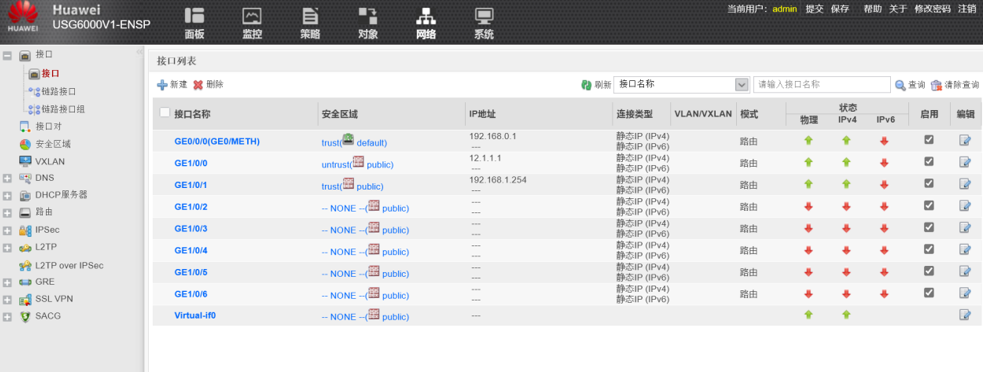 HUAWEI
Huawei
USG6000V1-ENSP
面板
监控
策略
对象
网络
系统
当前用户: admin 提交 保存 帮助 关于 修改密码 注销
接口
接口
链路接口
链路接口组
接口对
安全区域
VXLAN
DNS
DHCP服务器
路由
IPSec
L2TP
L2TP over IPSec
GRE
SSL VPN
SACG
接口列表
新建 删除
刷新 接口名称 请输入接口名称 查询 清除查询
接口名称 安全区域 IP地址 连接类型 VLAN/VXLAN 模式 状态 启用 编辑
物理 IPv4 IPv6
GE0/0/0(GE0/METH) trust( default) 192.168.0.1 静态IP (IPv4) 路由
--- 静态IP (IPv6)
GE1/0/0 untrust( public) 12.1.1.1 静态IP (IPv4) 路由
--- 静态IP (IPv6)
GE1/0/1 trust( public) 192.168.1.254 静态IP (IPv4) 路由
--- 静态IP (IPv6)
GE1/0/2 -- NONE --( public) --- 静态IP (IPv4) 路由
--- 静态IP (IPv6)
GE1/0/3 -- NONE --( public) --- 静态IP (IPv4) 路由
--- 静态IP (IPv6)
GE1/0/4 -- NONE --( public) --- 静态IP (IPv4) 路由
--- 静态IP (IPv6)
GE1/0/5 -- NONE --( public) --- 静态IP (IPv4) 路由
--- 静态IP (IPv6)
GE1/0/6 -- NONE --( public) --- 静态IP (IPv4) 路由
--- 静态IP (IPv6)
Virtual-if0 -- NONE --( public) ---